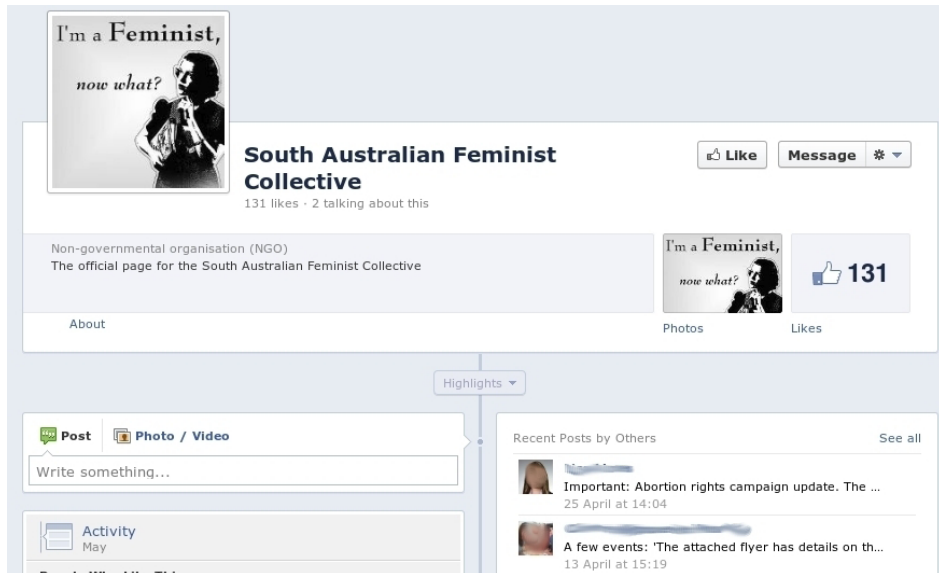 I'm a Feminist,
now what?
South Australian Feminist
Collective
131 likes · 2 talking about this
Like
Message
Non-governmental organisation (NGO)
The official page for the South Australian Feminist Collective
About
I'm a Feminist,
now what?
Photos
131
Likes
Highlights
Post
Photo / Video
Write something...
Activity
May
Recent Posts by Others
See all
Important: Abortion rights campaign update. The ...
25 April at 14:04
A few events: 'The attached flyer has details on th...
13 April at 15:19